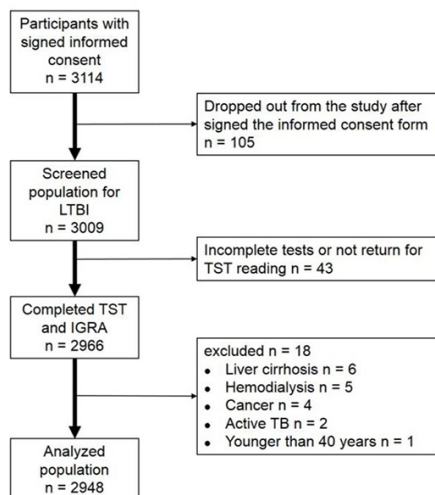 Participants with
signed informed
consent
n = 3114
Dropped out from the study after
signed the informed consent form
n = 105
Screened
population for
LTBI
n = 3009
Incomplete tests or not return for
TST reading n = 43
Completed TST
and IGRA
n = 2966
excluded n = 18
• Liver cirrhosis n = 6
• Hemodialysis n = 5
• Cancer n = 4
• Active TB n = 2
• Younger than 40 years n = 1
Analyzed
population
n = 2948